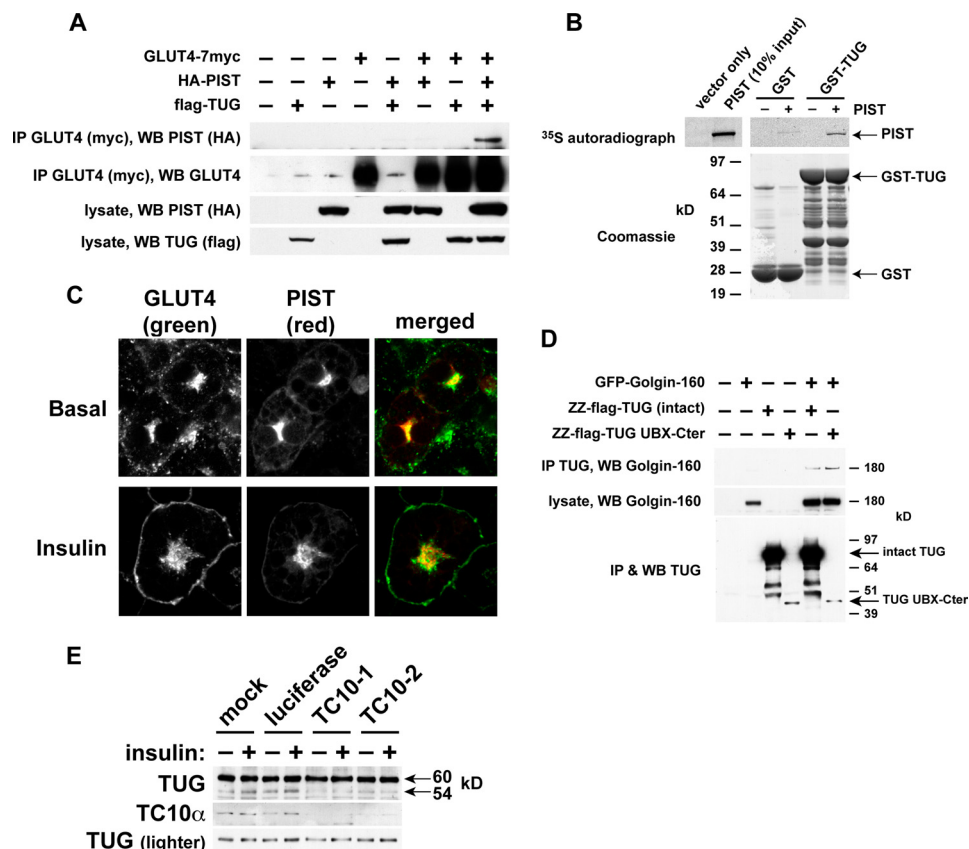 A
GLUT4-7myc − − − + − + + +
HA-PIST − − + − + + − +
flag-TUG − + − − + − + +
IP GLUT4 (myc), WB PIST (HA)
IP GLUT4 (myc), WB GLUT4
lysate, WB PIST (HA)
lysate, WB TUG (flag)
B
vector only
PIST (10% input)
GST
GST-TUG
− + − + PIST
³⁵S autoradiograph
PIST
97
64
51
39
28
19
kD
Coomassie
GST-TUG
GST
C
GLUT4 (green)
PIST (red)
merged
Basal
Insulin
D
GFP-Golgin-160 − + − − + +
ZZ-flag-TUG (intact) − − + − + −
ZZ-flag-TUG UBX-Cter − − − + − +
IP TUG, WB Golgin-160
180
lysate, WB Golgin-160
180
kD
IP & WB TUG
97
intact TUG
64
51
TUG UBX-Cter
39
E
mock
luciferase
TC10-1
TC10-2
insulin: − + − + − + − +
TUG
60
54
kD
TC10α
TUG (lighter)